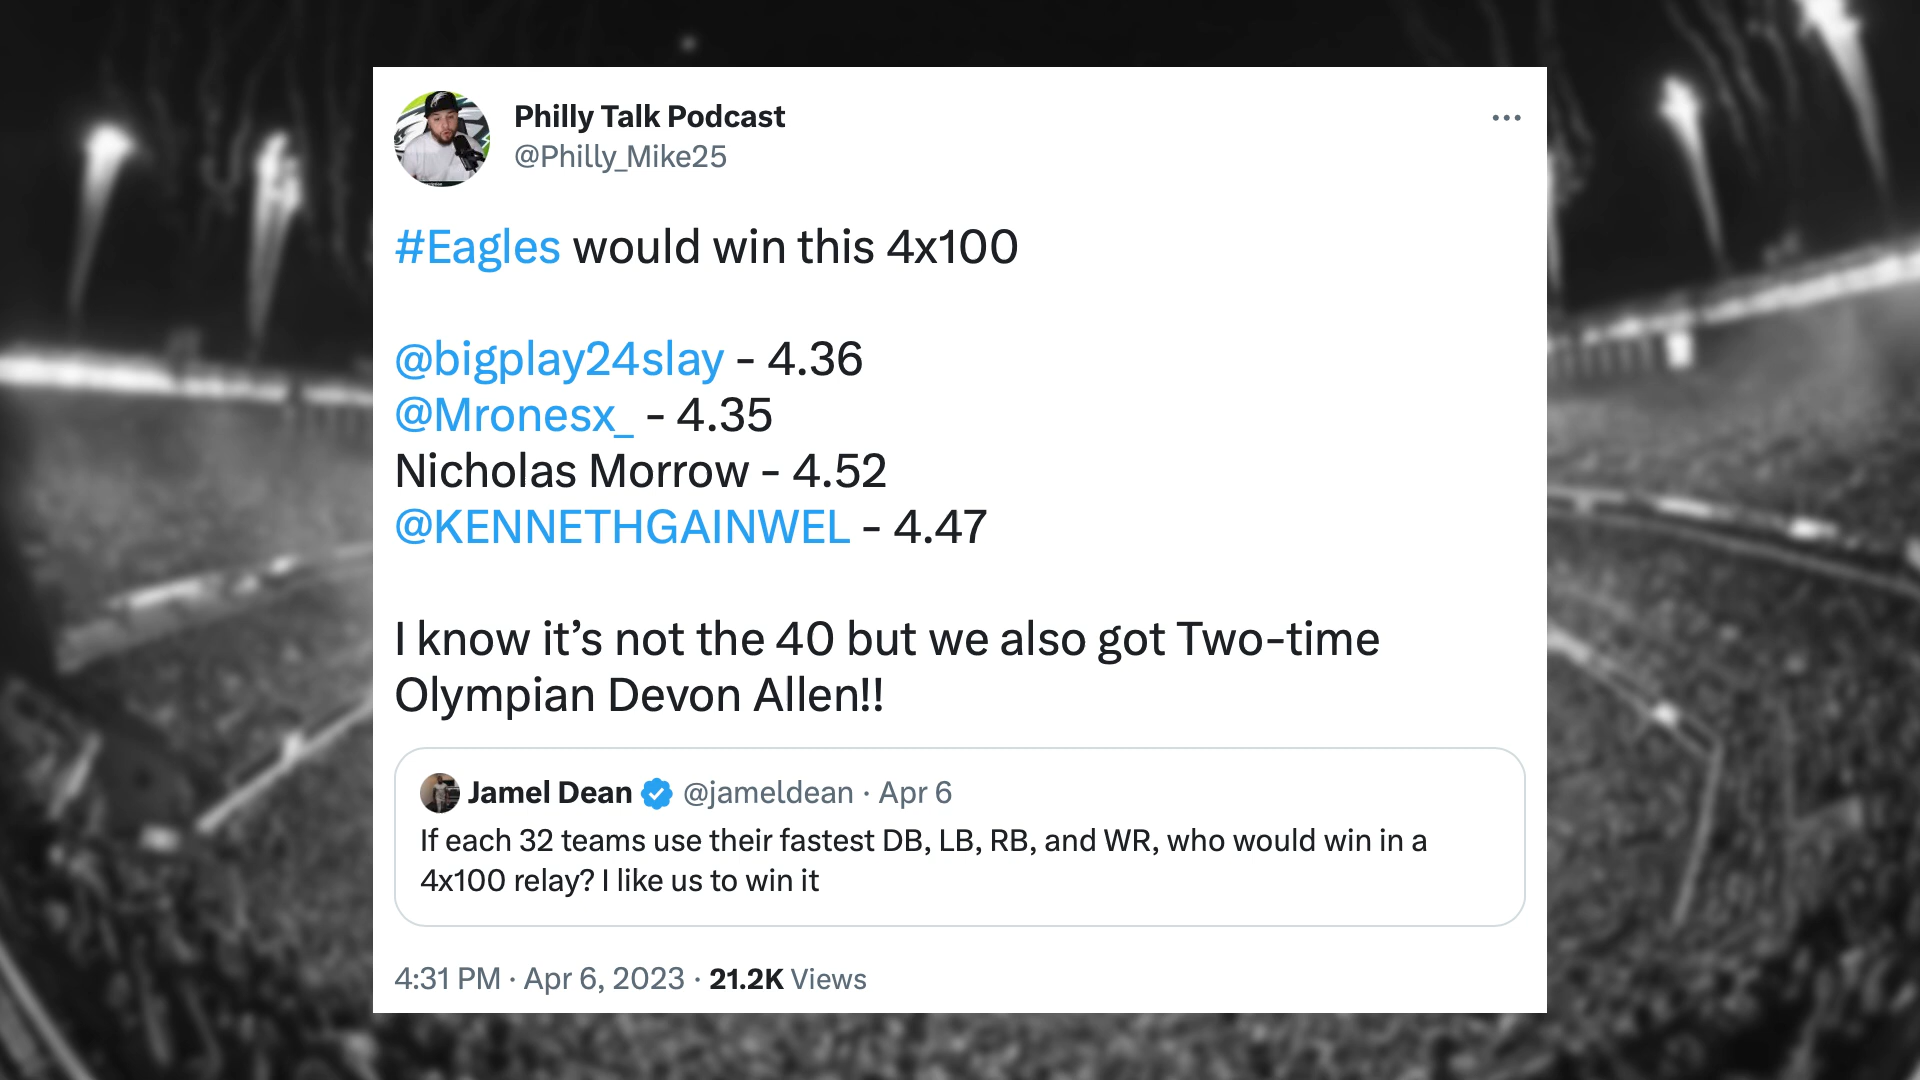 Philly Talk Podcast
@Philly_Mike25
#Eagles would win this 4x100
@bigplay24slay - 4.36
@Mronesx_ - 4.35
Nicholas Morrow - 4.52
@KENNETHGAINWEL - 4.47
I know it’s not the 40 but we also got Two-time
Olympian Devon Allen!!
Jamel Dean @jameldean · Apr 6
If each 32 teams use their fastest DB, LB, RB, and WR, who would win in a
4x100 relay? I like us to win it
4:31 PM · Apr 6, 2023 · 21.2K Views